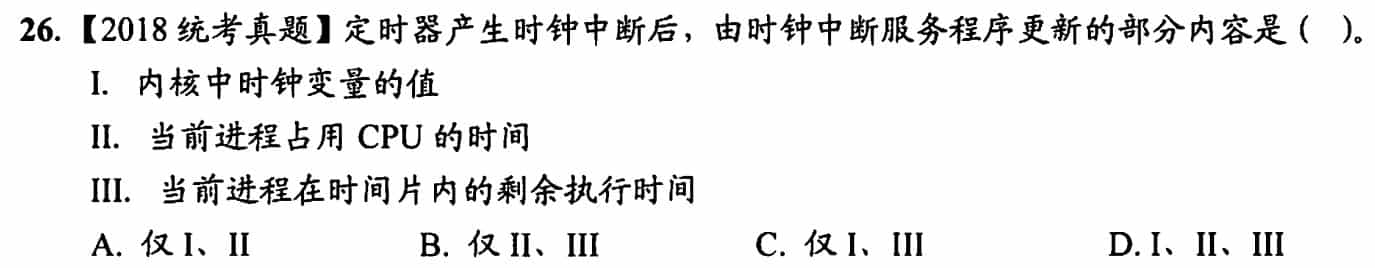 26.【2018 统考真题】定时器产生时钟中断后，由时钟中断服务程序更新的部分内容是（ ）。
I. 内核中时钟变量的值
II. 当前进程占用 CPU 的时间
III. 当前进程在时间片内的剩余执行时间
A. 仅 I、II B. 仅 II、III C. 仅 I、III D. I、II、III